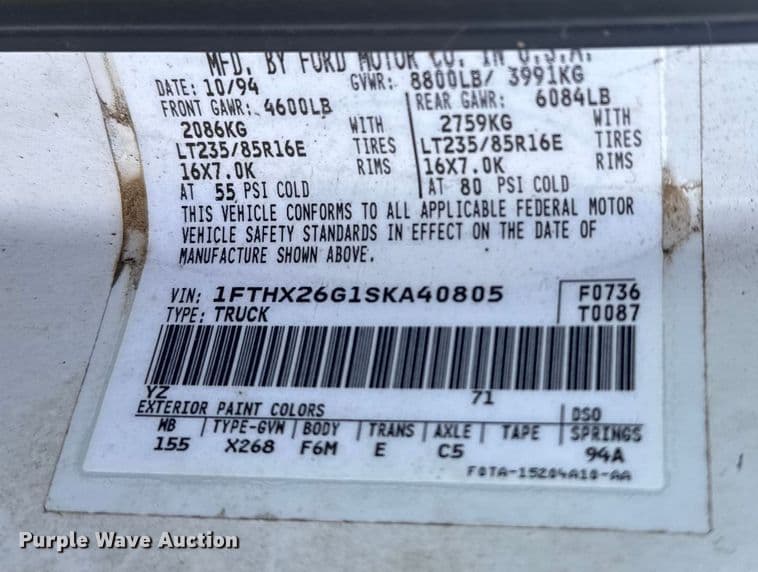 MFD. BY FORD MOTOR CO. IN U.S.A.
DATE: 10/94 GVWR: 8800LB/ 3991KG
FRONT GAWR: 4600LB REAR GAWR: 6084LB
2086KG WITH 2759KG WITH
LT235/85R16E TIRES LT235/85R16E TIRES
16X7.0K RIMS 16X7.0K RIMS
AT 55 PSI COLD AT 80 PSI COLD
THIS VEHICLE CONFORMS TO ALL APPLICABLE FEDERAL MOTOR
VEHICLE SAFETY STANDARDS IN EFFECT ON THE DATE OF
MANUFACTURE SHOWN ABOVE.
VIN: 1FTHX26G1SKA40805 F0736
TYPE: TRUCK T0087
YZ 71
EXTERIOR PAINT COLORS DSO
WB TYPE-GVW BODY TRANS AXLE TAPE SPRINGS
155 X268 F6M E C5 94A
F0TA-15204A10-AA
Purple Wave Auction